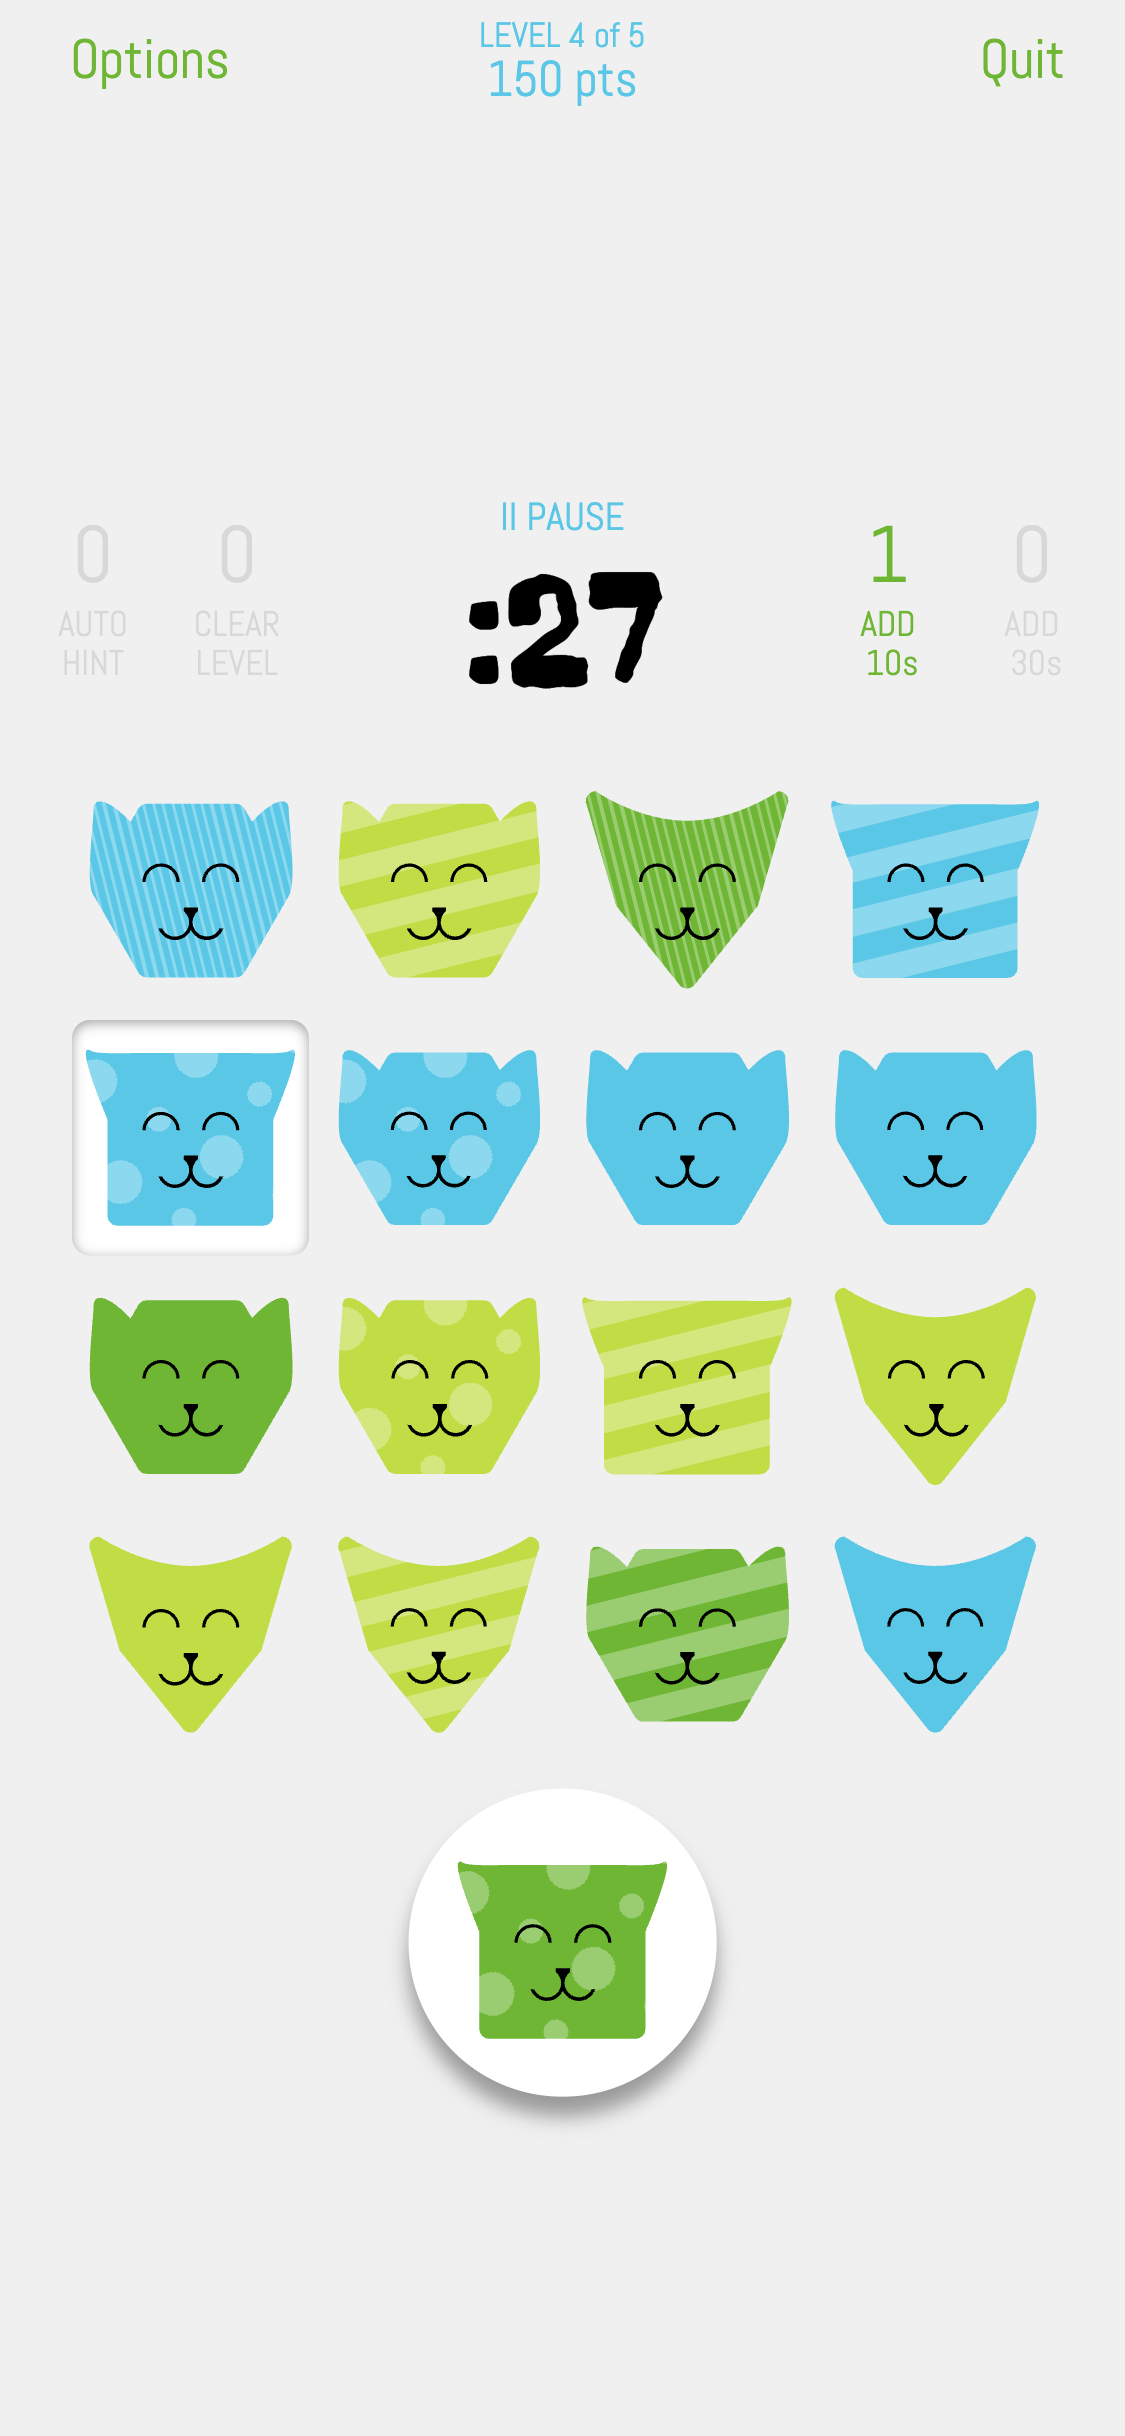 Options
LEVEL 4 of 5
150 pts
Quit
0
AUTO
HINT
0
CLEAR
LEVEL
II PAUSE
:27
1
ADD
10s
0
ADD
30s